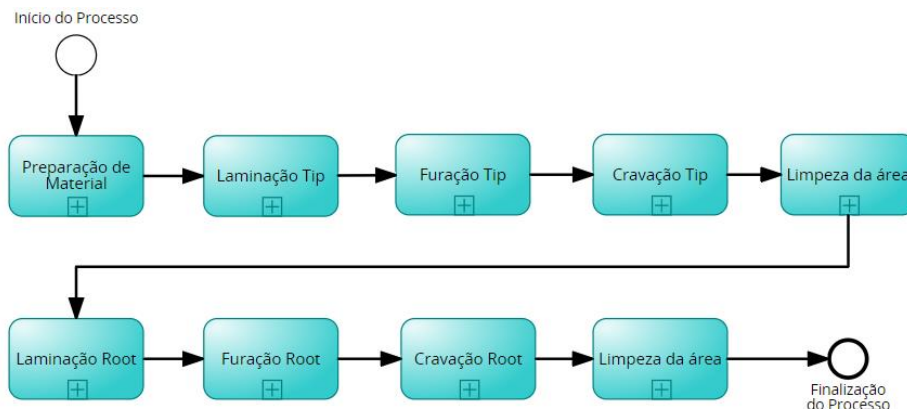 Início do Processo
Preparação de
Material
Laminação Tip
Furação Tip
Cravação Tip
Limpeza da área
Laminação Root
Furação Root
Cravação Root
Limpeza da área
Finalização
do Processo